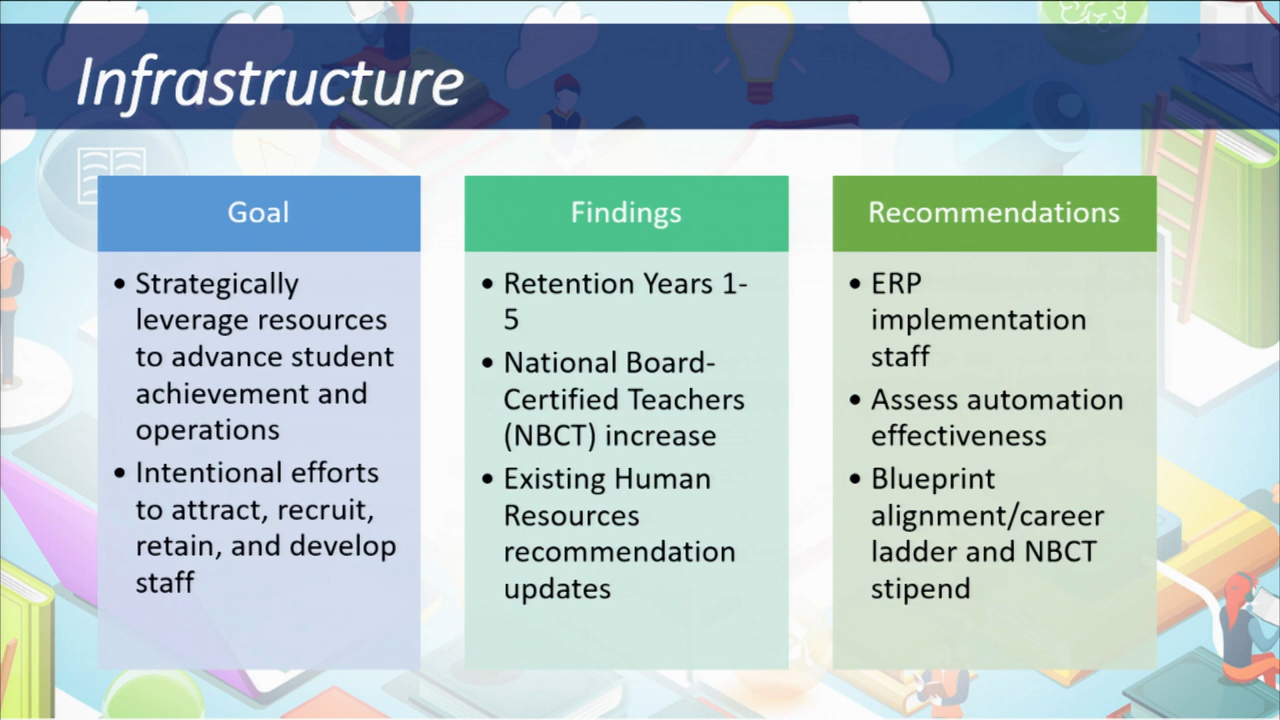 Infrastructure
Goal
• Strategically
leverage resources
to advance student
achievement and
operations
• Intentional efforts
to attract, recruit,
retain, and develop
staff
Findings
• Retention Years 1-
5
• National Board-
Certified Teachers
(NBCT) increase
• Existing Human
Resources
recommendation
updates
Recommendations
• ERP
implementation
staff
• Assess automation
effectiveness
• Blueprint
alignment/career
ladder and NBCT
stipend